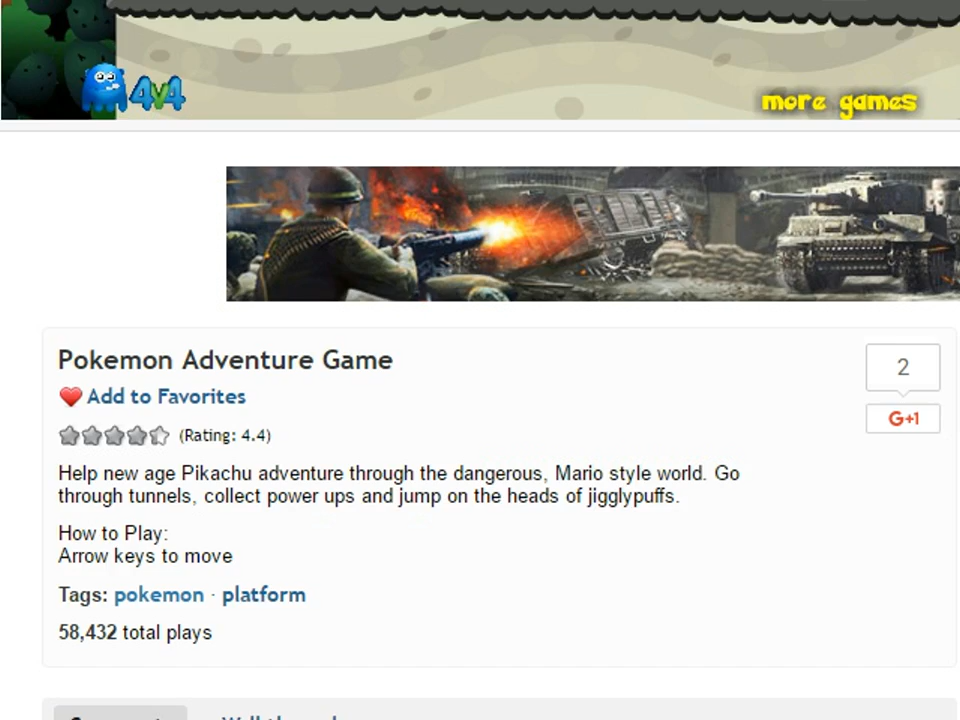 4v4
more games
Pokemon Adventure Game
2
Add to Favorites
G+1
(Rating: 4.4)
Help new age Pikachu adventure through the dangerous, Mario style world. Go
through tunnels, collect power ups and jump on the heads of jigglypuffs.
How to Play:
Arrow keys to move
Tags: pokemon · platform
58,432 total plays